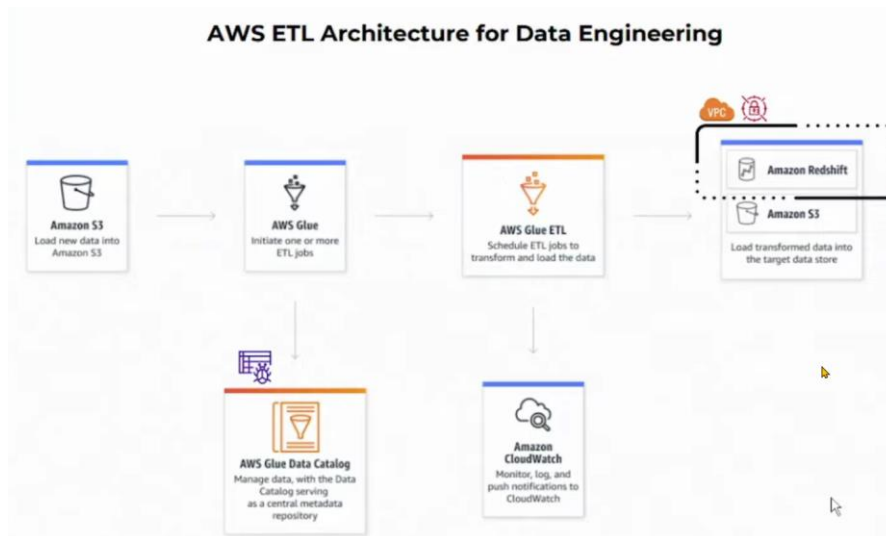 AWS ETL Architecture for Data Engineering
VPC
Amazon S3
Load new data into
Amazon S3
AWS Glue
Initiate one or more
ETL jobs
AWS Glue ETL
Schedule ETL jobs to
transform and load the data
Amazon Redshift
Amazon S3
Load transformed data into
the target data store
AWS Glue Data Catalog
Manage data, with the Data
Catalog serving
as a central metadata
repository
Amazon
CloudWatch
Monitor, log, and
push notifications to
CloudWatch